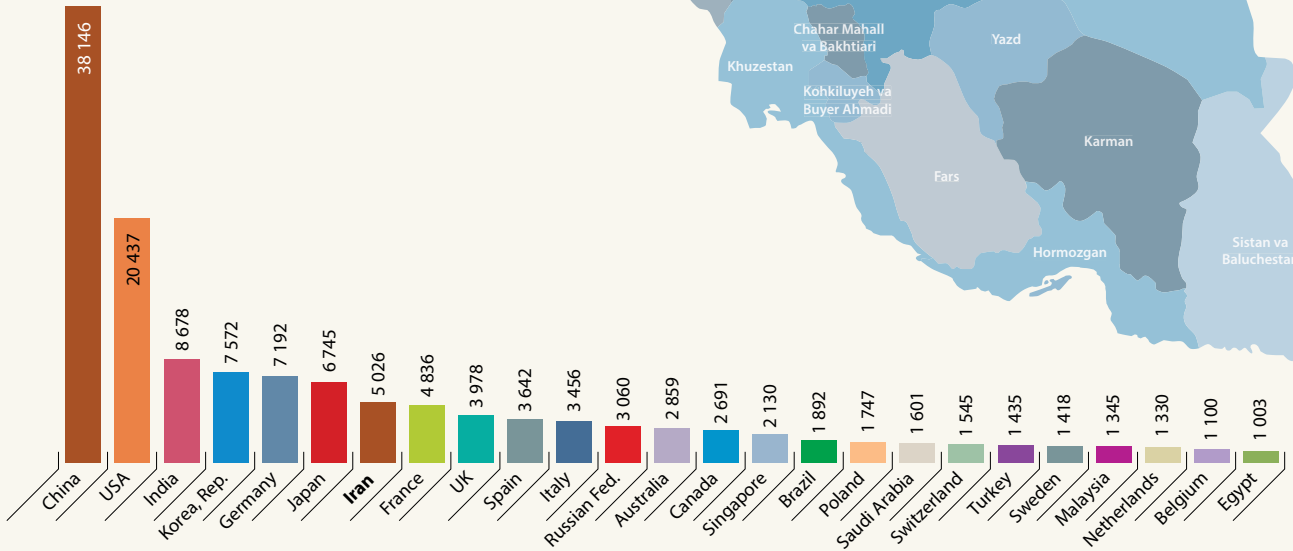 Chahar Mahall
va Bakhtiari
Yazd
Khuzestan
Kohkiluyeh va
Buyer Ahmadi
Karman
Fars
Hormozgan
Sistan va
38 146
20 437
8 678
7 572
7 192
6 745
5 026
4 836
3 978
3 642
3 456
3 060
2 859
2 691
2 130
1 892
1 747
1 601
1 545
1 435
1 418
1 345
1 330
1 100
1 003
China
USA
India
Korea, Rep.
Germany
Japan
Iran
France
UK
Spain
Italy
Russian Fed.
Australia
Canada
Singapore
Brazil
Poland
Saudi Arabia
Switzerland
Turkey
Sweden
Malaysia
Netherlands
Belgium
Egypt